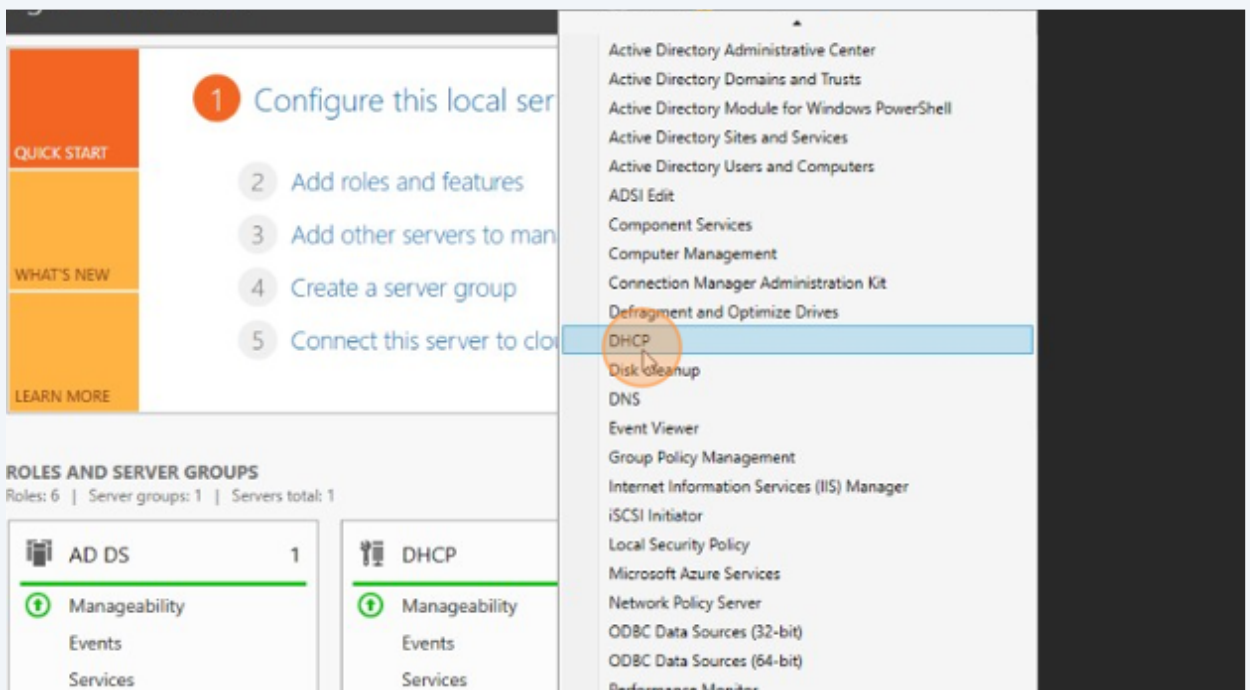 Configure this local ser
1
QUICK START
2 Add roles and features
3 Add other servers to man
WHAT'S NEW
4 Create a server group
5 Connect this server to clou
LEARN MORE
ROLES AND SERVER GROUPS
Roles: 6 | Server groups: 1 | Servers total: 1
AD DS 1
Manageability
Events
Services
DHCP
Manageability
Events
Services
Active Directory Administrative Center
Active Directory Domains and Trusts
Active Directory Module for Windows PowerShell
Active Directory Sites and Services
Active Directory Users and Computers
ADSI Edit
Component Services
Computer Management
Connection Manager Administration Kit
Defragment and Optimize Drives
DHCP
Disk cleanup
DNS
Event Viewer
Group Policy Management
Internet Information Services (IIS) Manager
iSCSI Initiator
Local Security Policy
Microsoft Azure Services
Network Policy Server
ODBC Data Sources (32-bit)
ODBC Data Sources (64-bit)
Performance Monitor